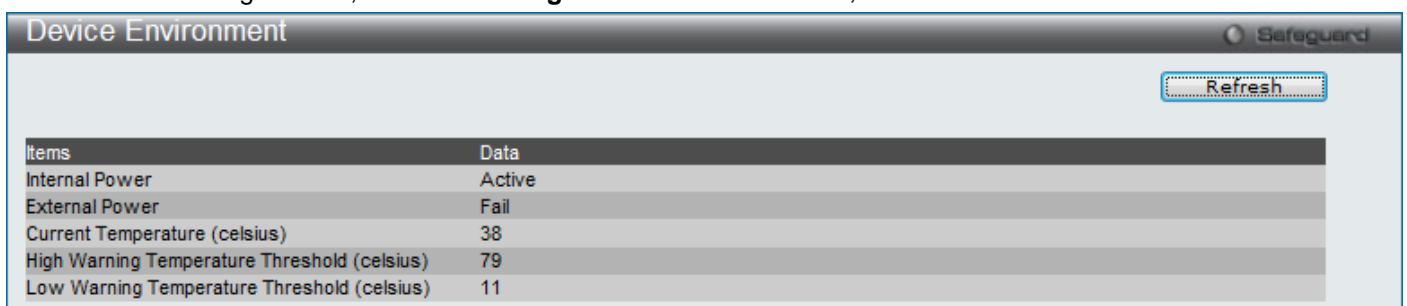 Device Environment
Safeguard
Refresh
Items Data
Internal Power Active
External Power Fail
Current Temperature (celsius) 38
High Warning Temperature Threshold (celsius) 79
Low Warning Temperature Threshold (celsius) 11